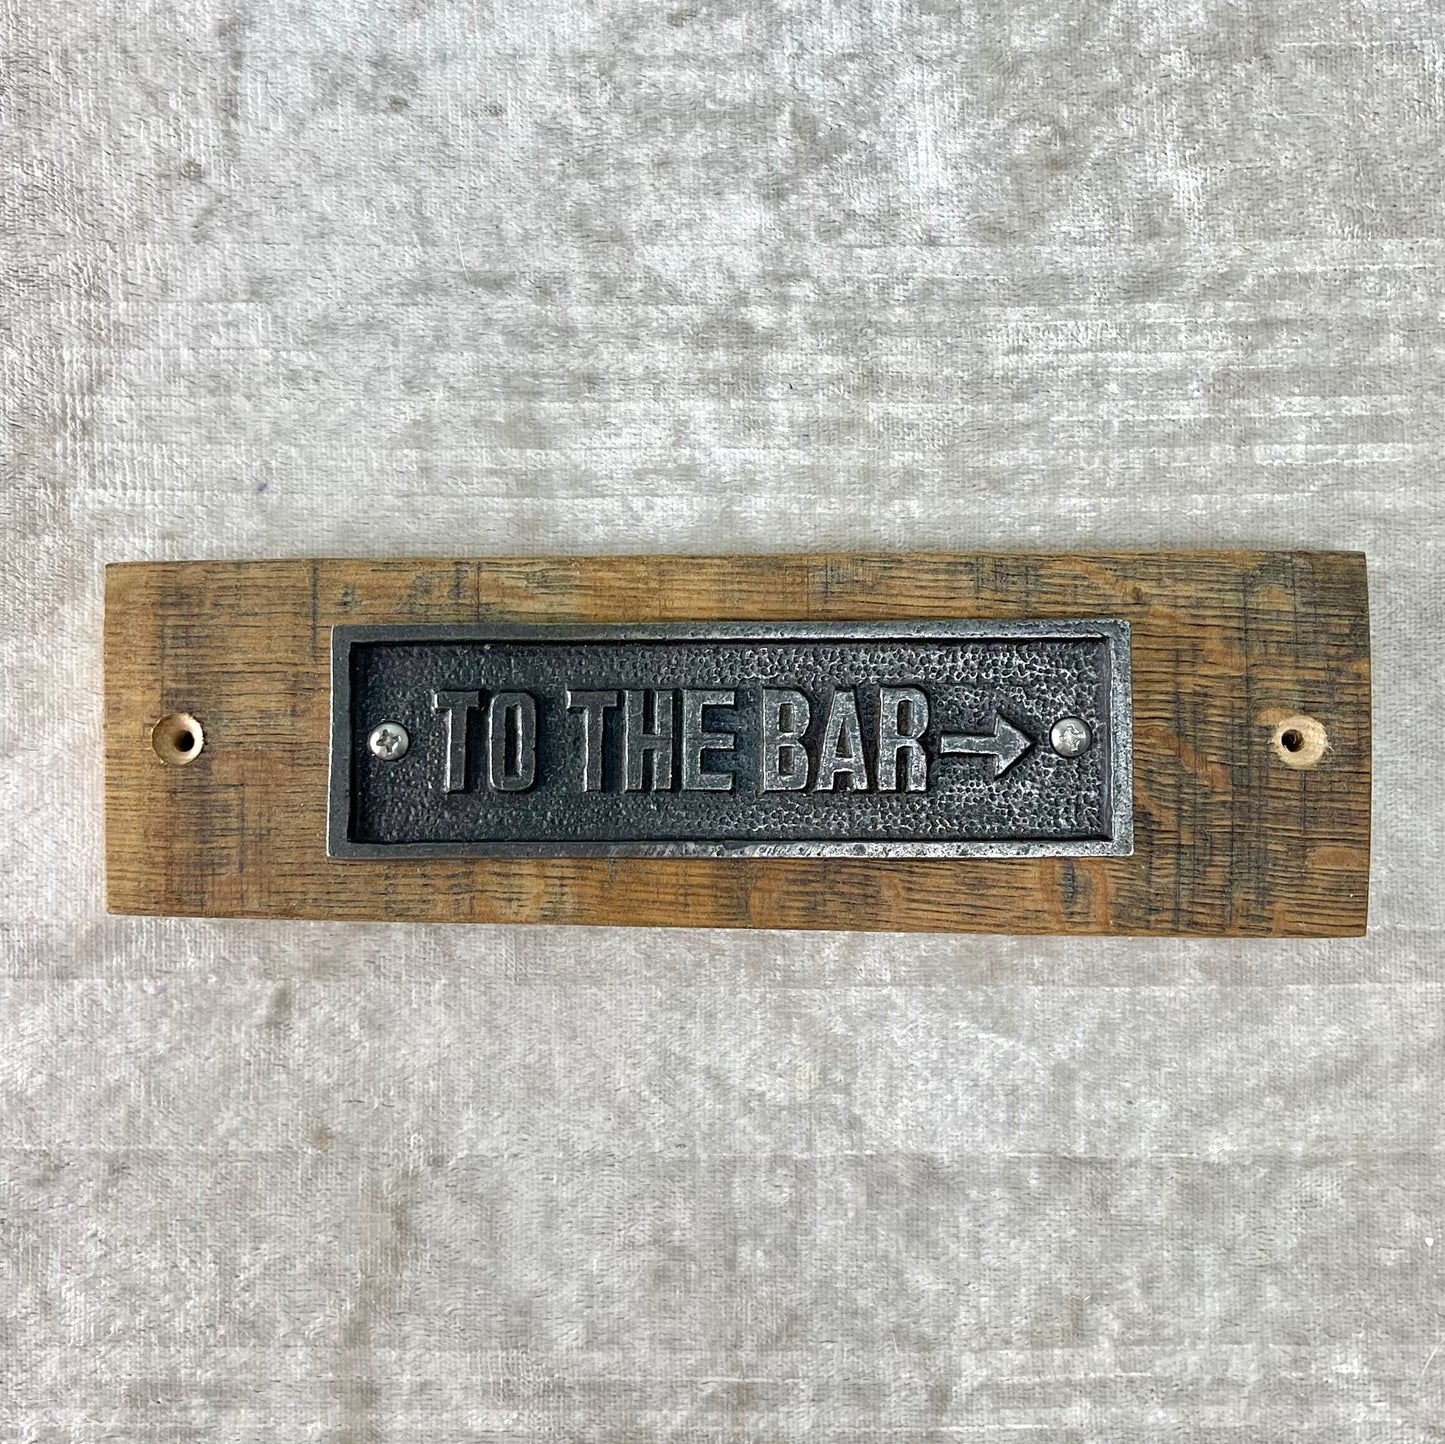 TO THE BAR →